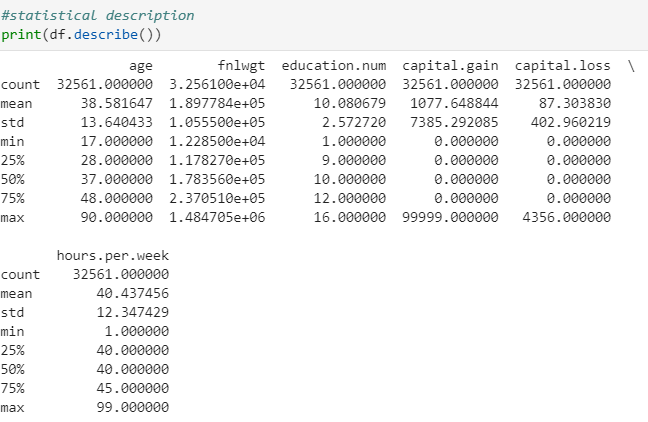 #statistical description
print(df.describe())
age fnlwgt education.num capital.gain capital.loss \
count 32561.000000 3.256100e+04 32561.000000 32561.000000 32561.000000
mean 38.581647 1.897784e+05 10.080679 1077.648844 87.303830
std 13.640433 1.055500e+05 2.572720 7385.292085 402.960219
min 17.000000 1.228500e+04 1.000000 0.000000 0.000000
25% 28.000000 1.178270e+05 9.000000 0.000000 0.000000
50% 37.000000 1.783560e+05 10.000000 0.000000 0.000000
75% 48.000000 2.370510e+05 12.000000 0.000000 0.000000
max 90.000000 1.484705e+06 16.000000 99999.000000 4356.000000
hours.per.week
count 32561.000000
mean 40.437456
std 12.347429
min 1.000000
25% 40.000000
50% 40.000000
75% 45.000000
max 99.000000